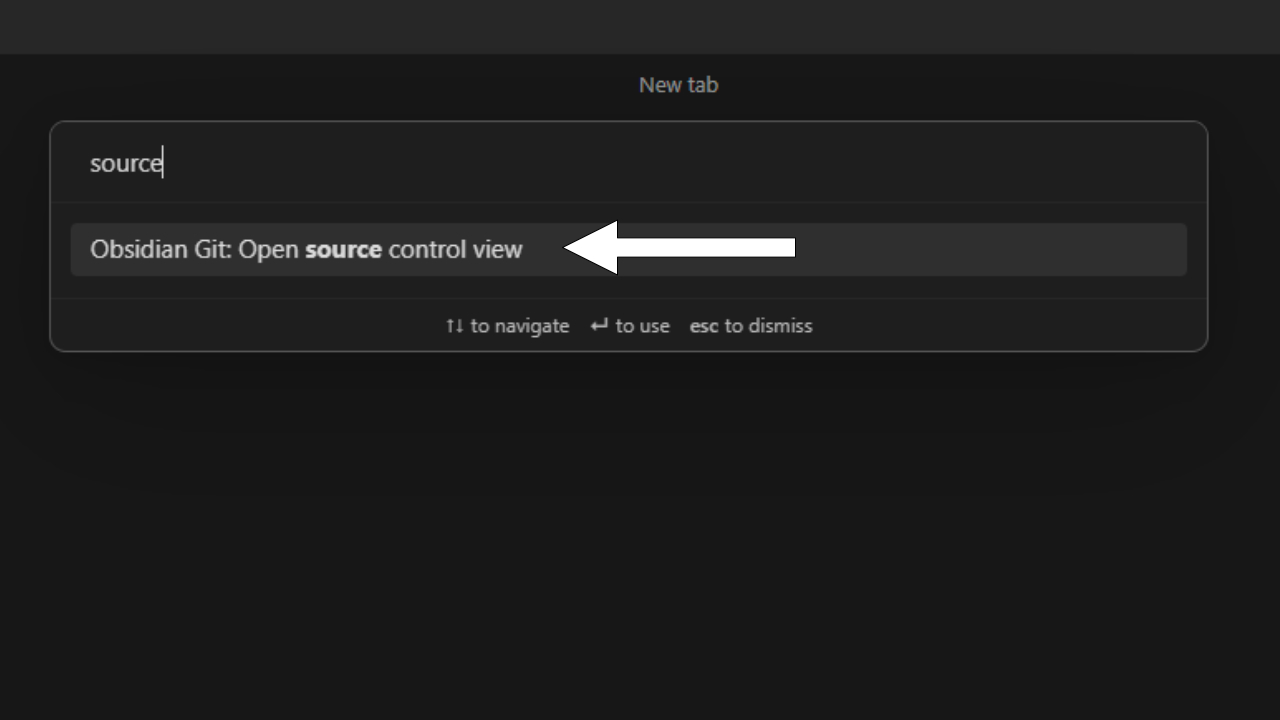 New tab
source
Obsidian Git: Open source control view
↑↓ to navigate ↵ to use esc to dismiss